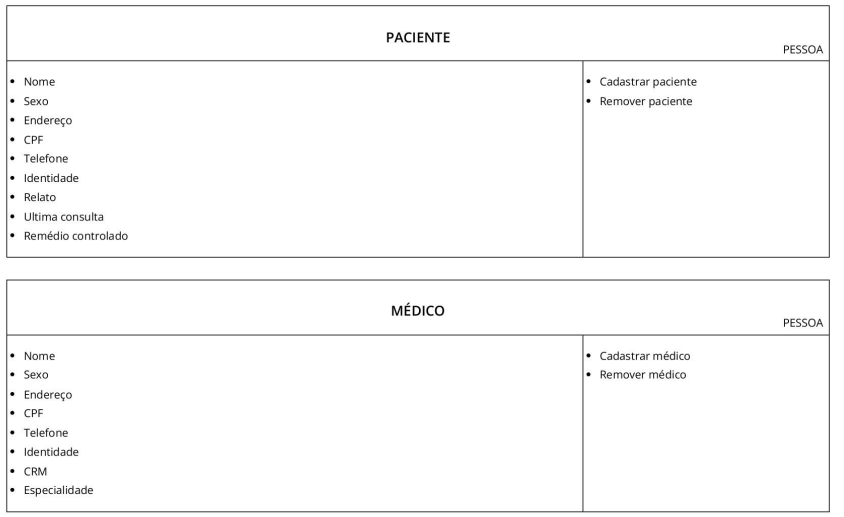 PACIENTE
PESSOA
• Nome
• Sexo
• Endereço
• CPF
• Telefone
• Identidade
• Relato
• Ultima consulta
• Remédio controlado
• Cadastrar paciente
• Remover paciente
MÉDICO
PESSOA
• Nome
• Sexo
• Endereço
• CPF
• Telefone
• Identidade
• CRM
• Especialidade
• Cadastrar médico
• Remover médico